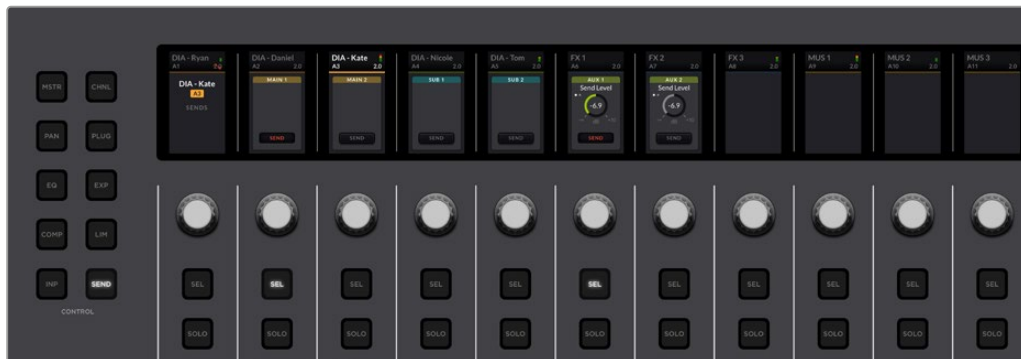 DIA - Ryan
A1 2.0
DIA - Daniel
A2 2.0
DIA - Kate
A3 2.0
DIA - Nicole
A4 2.0
DIA - Tom
A5 2.0
FX 1
A6 2.0
FX 2
A7 2.0
FX 3
A8 2.0
MUS 1
A9 2.0
MUS 2
A10 2.0
MUS 3
A11 2.0
DIA - Kate
A3
SENDS
MAIN 1
SEND
MAIN 2
SEND
SUB 1
SEND
SUB 2
SEND
AUX 1
Send Level
-6.9
-∞ dB +10
SEND
AUX 2
Send Level
-6.9
-∞ dB +10
SEND
MSTR CHNL
PAN PLUG
EQ EXP
COMP LIM
INP SEND
CONTROL
SEL SEL SEL SEL SEL SEL SEL SEL SEL SEL SEL
SOLO SOLO SOLO SOLO SOLO SOLO SOLO SOLO SOLO SOLO SOLO